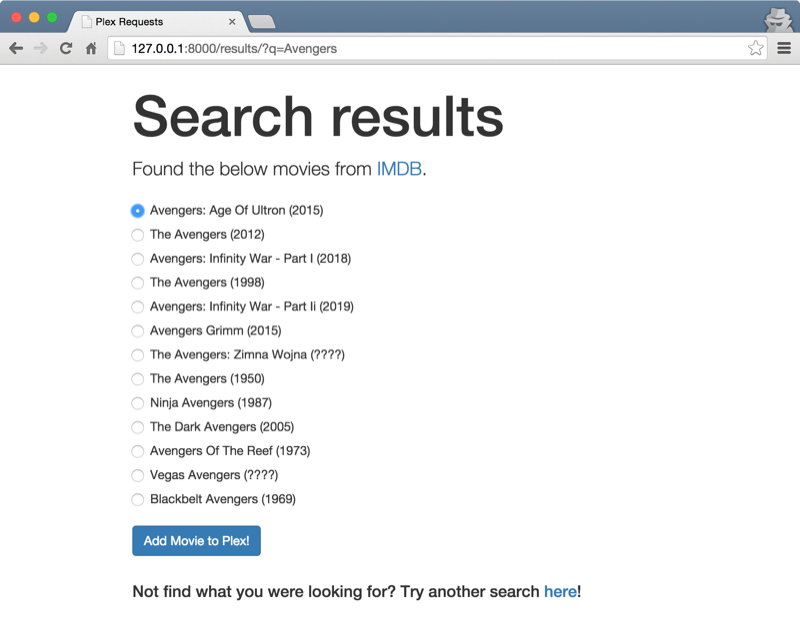 Plex Requests
127.0.0.1:8000/results/?q=Avengers
Search results
Found the below movies from IMDB.
Avengers: Age Of Ultron (2015)
The Avengers (2012)
Avengers: Infinity War - Part I (2018)
The Avengers (1998)
Avengers: Infinity War - Part Ii (2019)
Avengers Grimm (2015)
The Avengers: Zimna Wojna (????)
The Avengers (1950)
Ninja Avengers (1987)
The Dark Avengers (2005)
Avengers Of The Reef (1973)
Vegas Avengers (????)
Blackbelt Avengers (1969)
Add Movie to Plex!
Not find what you were looking for? Try another search here!